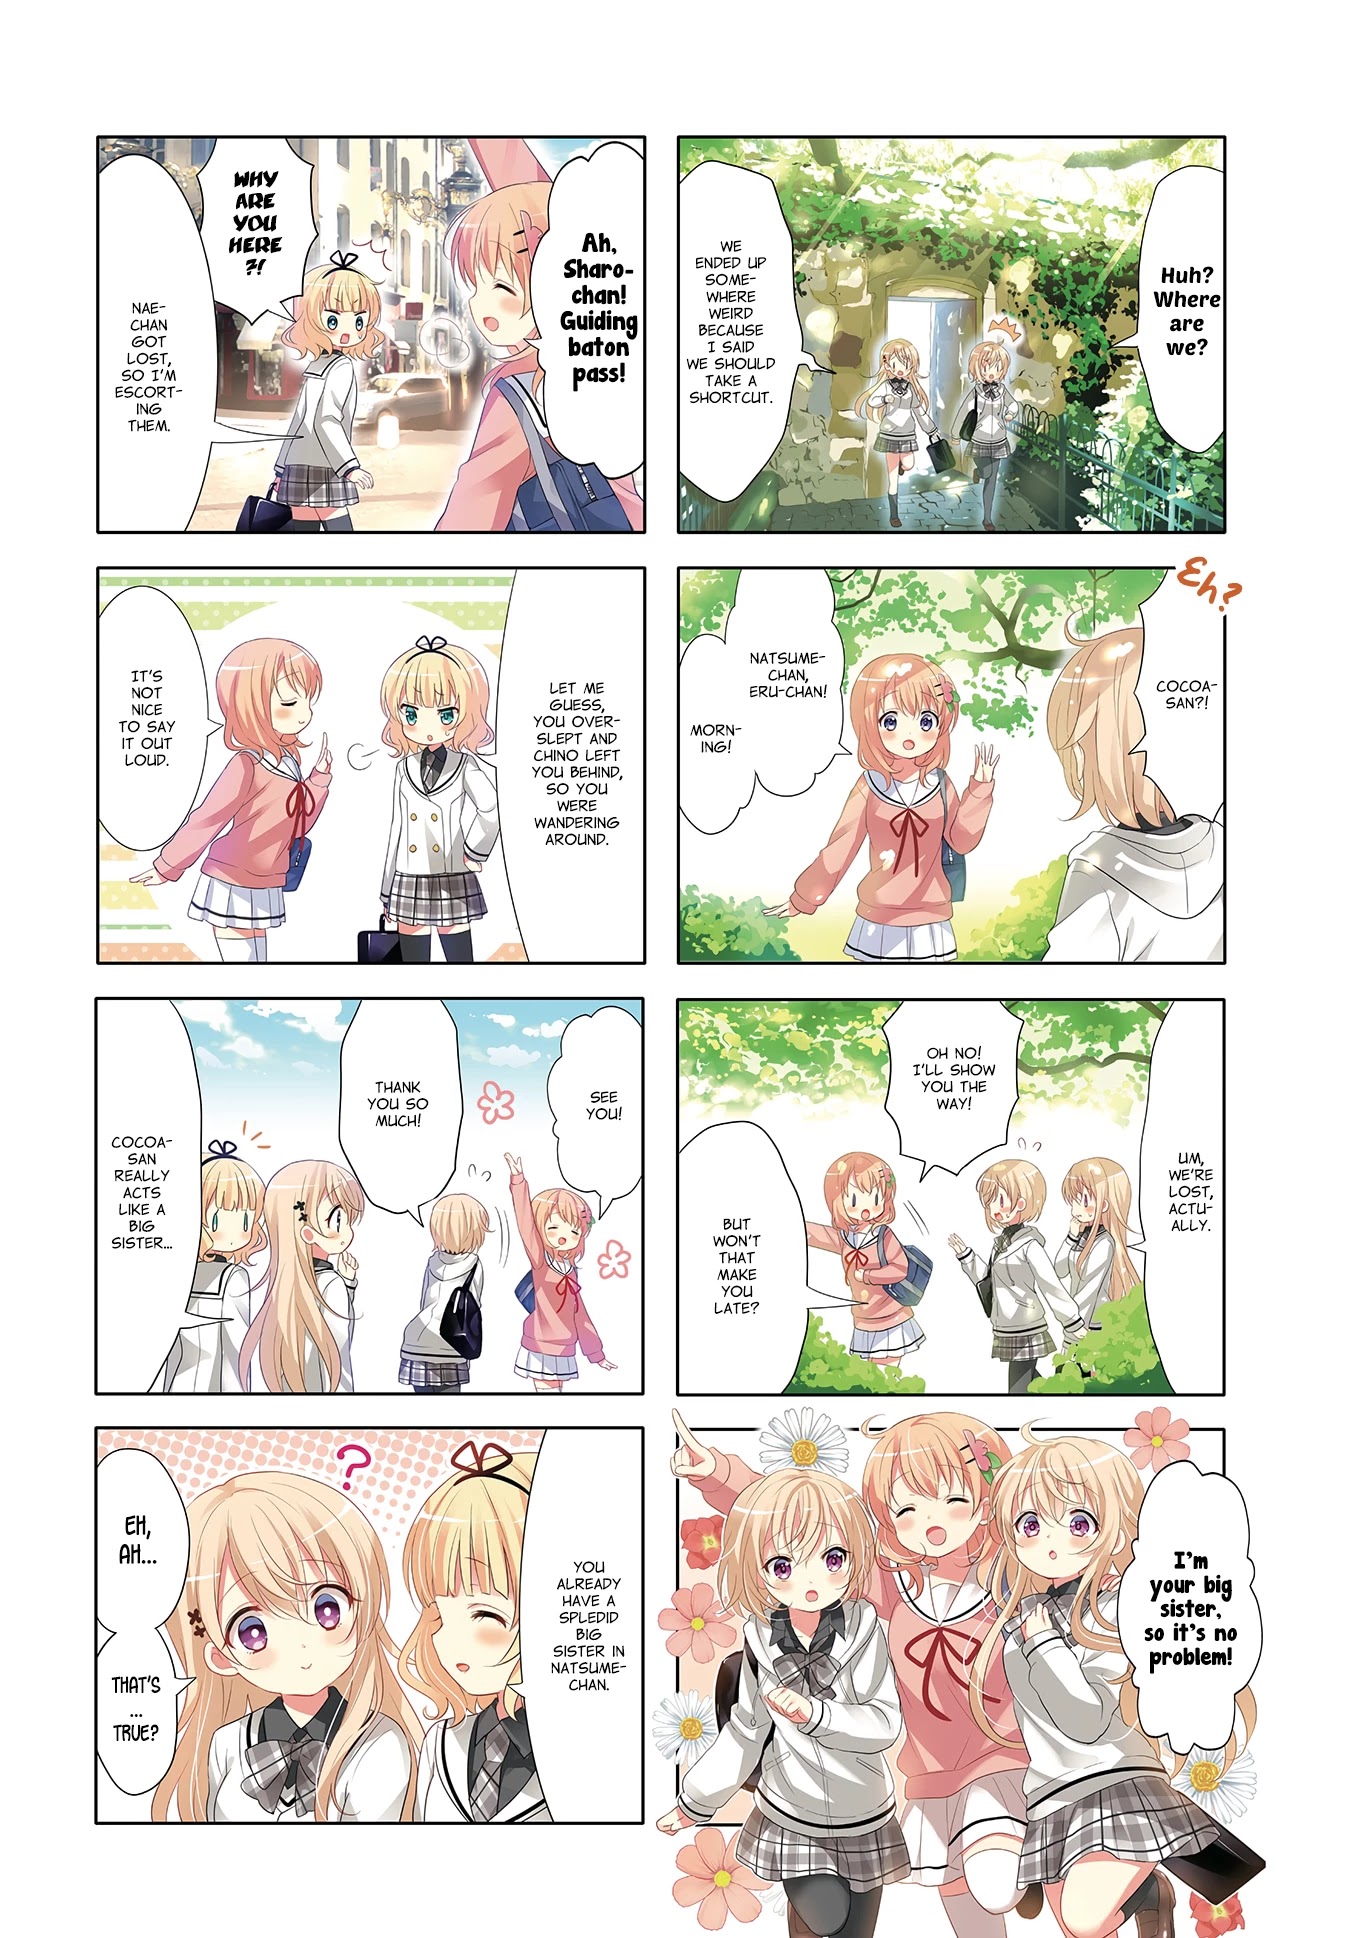 Huh?
Where
are
we?
WE
ENDED UP
SOME-
WHERE
WEIRD
BECAUSE
I SAID
WE SHOULD
TAKE A
SHORTCUT.
Eh?
COCOA-
SAN?!
NATSUME-
CHAN,
ERU-CHAN!
MORN-
ING!
UM,
WE'RE
LOST,
ACTU-
ALLY.
OH NO!
I'LL SHOW
YOU THE
WAY!
BUT
WON'T
THAT
MAKE
YOU
LATE?
I'm
your big
sister,
so it's no
problem!
Ah,
Sharo-
chan!
Guiding
baton
pass!
WHY
ARE
YOU
HERE
?!
NAE-
CHAN
GOT
LOST,
SO I'M
ESCORT-
ING
THEM.
LET ME
GUESS,
YOU OVER-
SLEPT AND
CHINO LEFT
YOU BEHIND,
SO YOU
WERE
WANDERING
AROUND.
IT'S
NOT
NICE
TO SAY
IT OUT
LOUD.
SEE
YOU!
THANK
YOU SO
MUCH!
COCOA-
SAN
REALLY
ACTS
LIKE A
BIG
SISTER...
?
YOU
ALREADY
HAVE A
SPLEDID
BIG
SISTER IN
NATSUME-
CHAN.
EH,
AH...
THAT'S
...
TRUE?